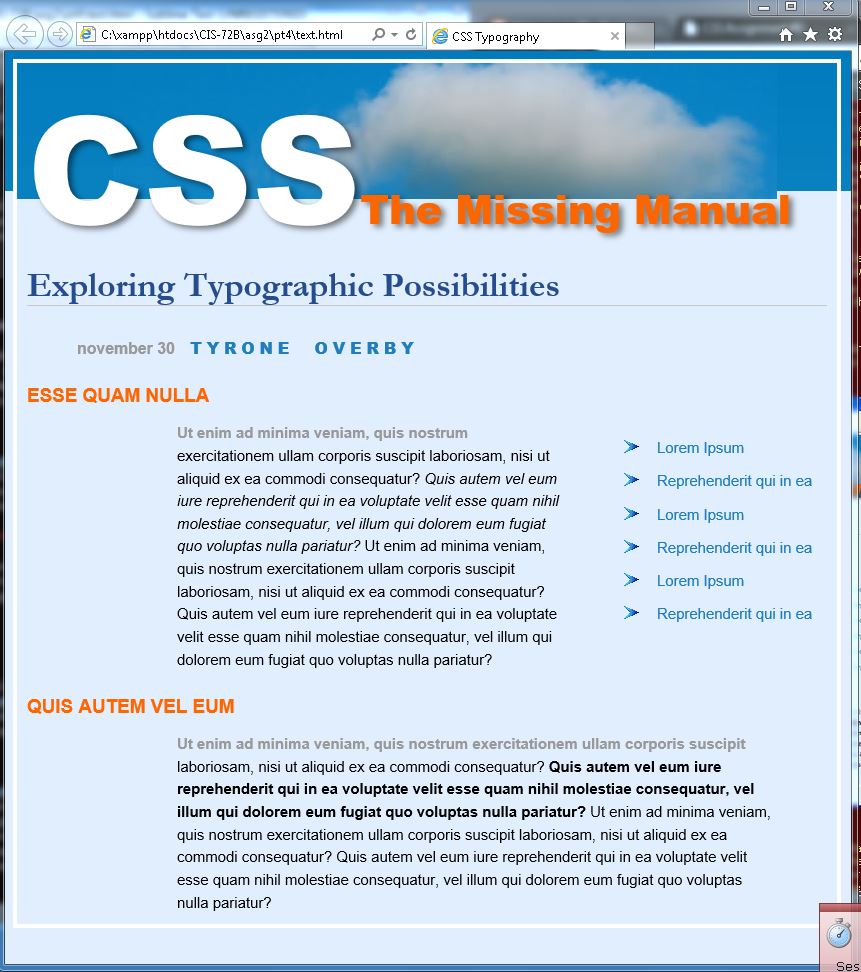 C:\xampp\htdocs\CIS-72B\asg2\pt4\text.html
CSS Typography
CSS
The Missing Manual
Exploring Typographic Possibilities
november 30 TYRONE OVERBY
ESSE QUAM NULLA
Ut enim ad minima veniam, quis nostrum
exercitationem ullam corporis suscipit laboriosam, nisi ut
aliquid ex ea commodi consequatur? Quis autem vel eum
iure reprehenderit qui in ea voluptate velit esse quam nihil
molestiae consequatur, vel illum qui dolorem eum fugiat
quo voluptas nulla pariatur? Ut enim ad minima veniam,
quis nostrum exercitationem ullam corporis suscipit
laboriosam, nisi ut aliquid ex ea commodi consequatur?
Quis autem vel eum iure reprehenderit qui in ea voluptate
velit esse quam nihil molestiae consequatur, vel illum qui
dolorem eum fugiat quo voluptas nulla pariatur?
Lorem Ipsum
Reprehenderit qui in ea
Lorem Ipsum
Reprehenderit qui in ea
Lorem Ipsum
Reprehenderit qui in ea
QUIS AUTEM VEL EUM
Ut enim ad minima veniam, quis nostrum exercitationem ullam corporis suscipit
laboriosam, nisi ut aliquid ex ea commodi consequatur? Quis autem vel eum iure
reprehenderit qui in ea voluptate velit esse quam nihil molestiae consequatur, vel
illum qui dolorem eum fugiat quo voluptas nulla pariatur? Ut enim ad minima veniam,
quis nostrum exercitationem ullam corporis suscipit laboriosam, nisi ut aliquid ex ea
commodi consequatur? Quis autem vel eum iure reprehenderit qui in ea voluptate velit
esse quam nihil molestiae consequatur, vel illum qui dolorem eum fugiat quo voluptas
nulla pariatur?
Ses